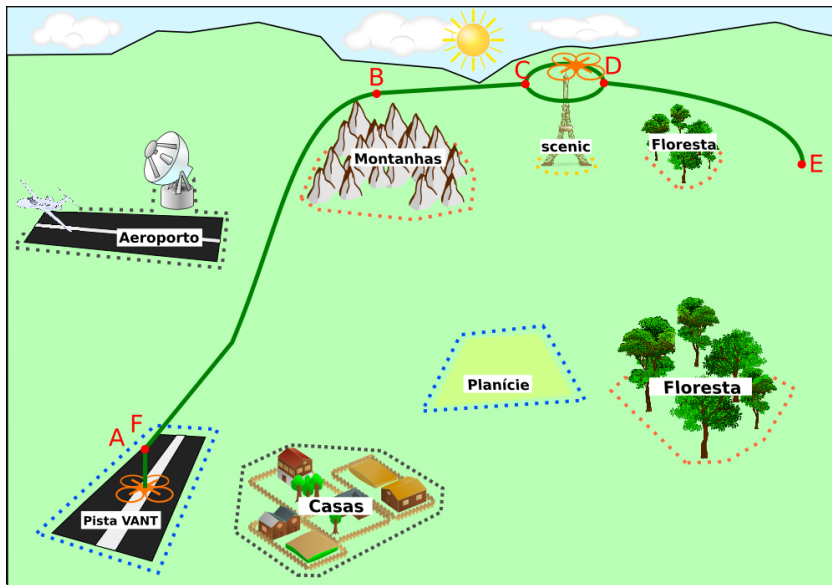 B
C
D
scenic
Montanhas
Floresta
E
Aeroporto
Planície
Floresta
A
F
Casas
Pista VANT